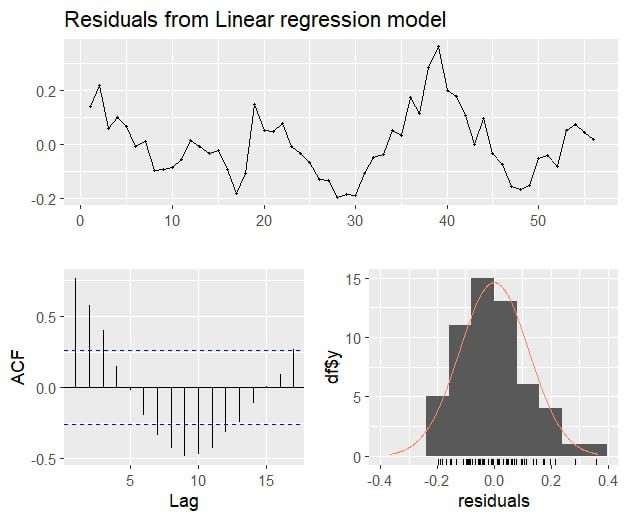 Residuals from Linear regression model
0.2
0.0
-0.2
0 10 20 30 40 50
ACF
0.5
0.0
-0.5
5 10 15
Lag
df$y
15
10
5
0
-0.4 -0.2 0.0 0.2 0.4
residuals